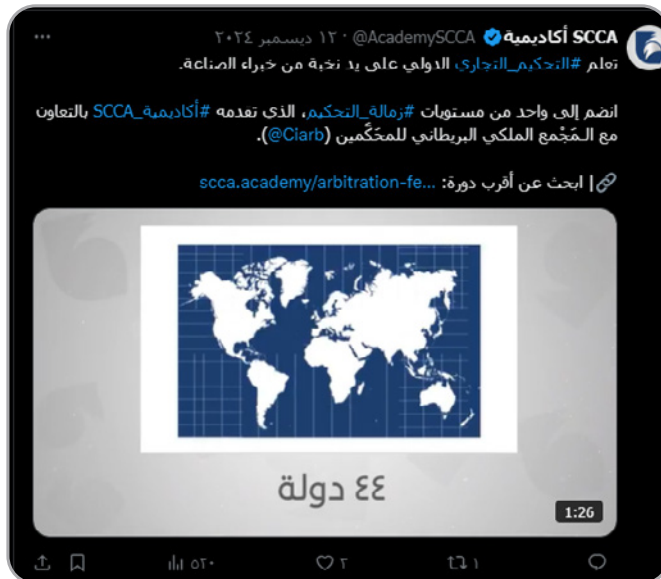 SCCA أكاديمية @AcademySCCA · ١٢ ديسمبر ٢٠٢٤
تعلم #التحكيم_التجاري الدولي على يد نخبة من خبراء الصناعة.
انضم إلى واحد من مستويات #زمالة_التحكيم، الذي تقدمه #أكاديمية_SCCA بالتعاون
مع الـمَجْمع الملكي البريطاني للمحَكَّمين (@Ciarb).
| ابحث عن أقرب دورة: scca.academy/arbitration-fe...
٤٤ دولة
1:26
١
٢
٥٢٠